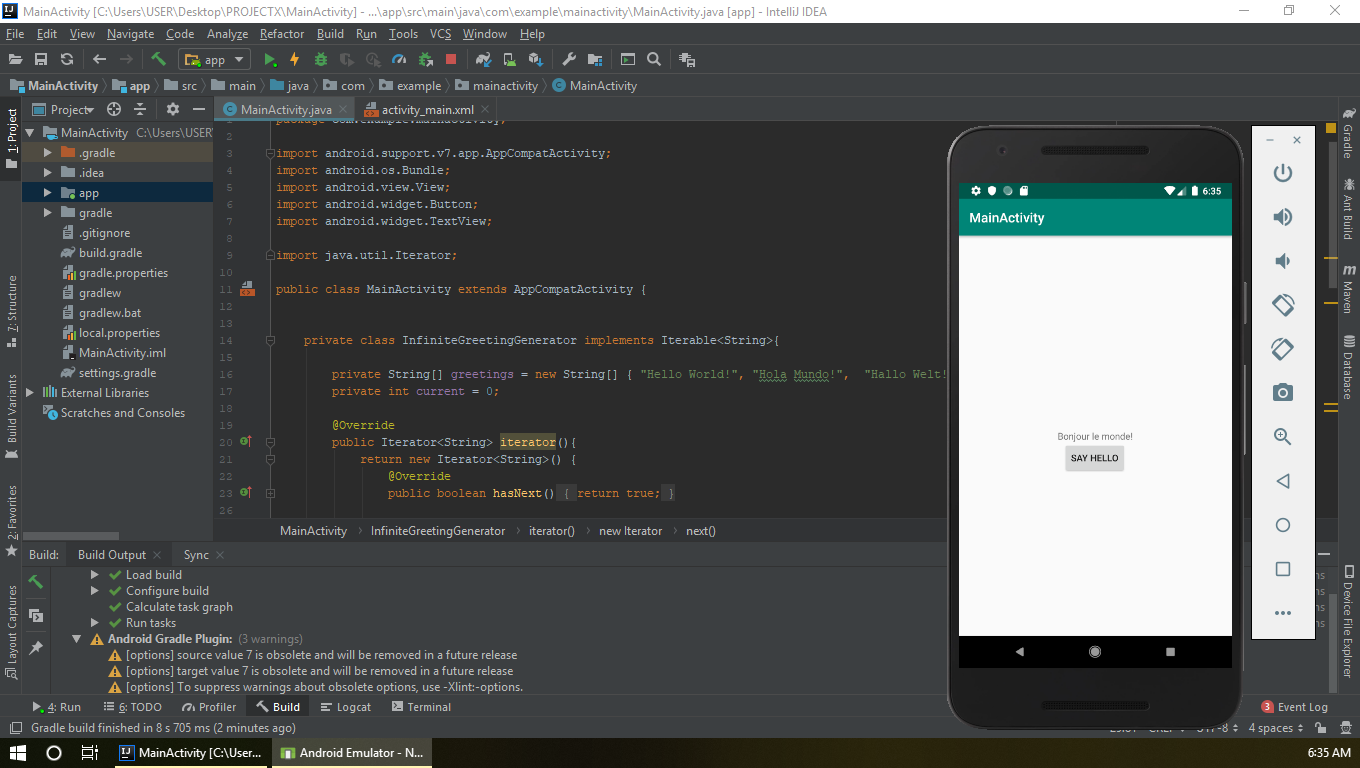 MainActivity [C:\Users\USER\Desktop\PROJECTX\MainActivity] - ...\app\src\main\java\com\example\mainactivity\MainActivity.java [app] - IntelliJ IDEA
File Edit View Navigate Code Analyze Refactor Build Run Tools VCS Window Help
app
MainActivity app src main java com example mainactivity MainActivity
1: Project
7: Structure
Build Variants
2: Favorites
Layout Captures
Project
MainActivity C:\Users\USER
.gradle
.idea
app
gradle
.gitignore
build.gradle
gradle.properties
gradlew
gradlew.bat
local.properties
MainActivity.iml
settings.gradle
External Libraries
Scratches and Consoles
MainActivity.java activity_main.xml
1 package com.example.mainactivity;
2
3 import android.support.v7.app.AppCompatActivity;
4 import android.os.Bundle;
5 import android.view.View;
6 import android.widget.Button;
7 import android.widget.TextView;
8
9 import java.util.Iterator;
10
11 public class MainActivity extends AppCompatActivity {
12
13
14 private class InfiniteGreetingGenerator implements Iterable<String>{
15
16 private String[] greetings = new String[] { "Hello World!", "Hola Mundo!", "Hallo Welt!
17 private int current = 0;
18
19 @Override
20 public Iterator<String> iterator(){
21 return new Iterator<String>() {
22 @Override
23 public boolean hasNext() { return true; }
26
MainActivity InfiniteGreetingGenerator iterator() new Iterator next()
6:35
MainActivity
Bonjour le monde!
SAY HELLO
Gradle
Ant Build
m Maven
Database
Device File Explorer
Build: Build Output Sync
Load build
Configure build
Calculate task graph
Run tasks
Android Gradle Plugin: (3 warnings)
[options] source value 7 is obsolete and will be removed in a future release
[options] target value 7 is obsolete and will be removed in a future release
[options] To suppress warnings about obsolete options, use -Xlint:-options.
ms
ms
ms
ms
4: Run 6: TODO Profiler Build Logcat Terminal 3 Event Log
Gradle build finished in 8 s 705 ms (2 minutes ago) 4 spaces
MainActivity [C:\User... Android Emulator - N... 6:35 AM